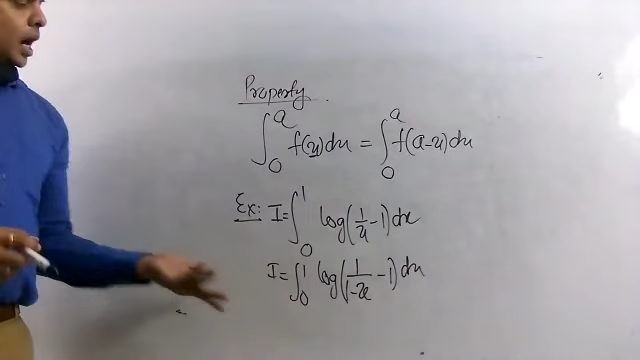 Property
∫₀ᵃ f(x)dx = ∫₀ᵃ f(a-x)dx
Ex: I = ∫₀¹ log(1/x - 1)dx
I = ∫₀¹ log(1/(1-x) - 1)dx